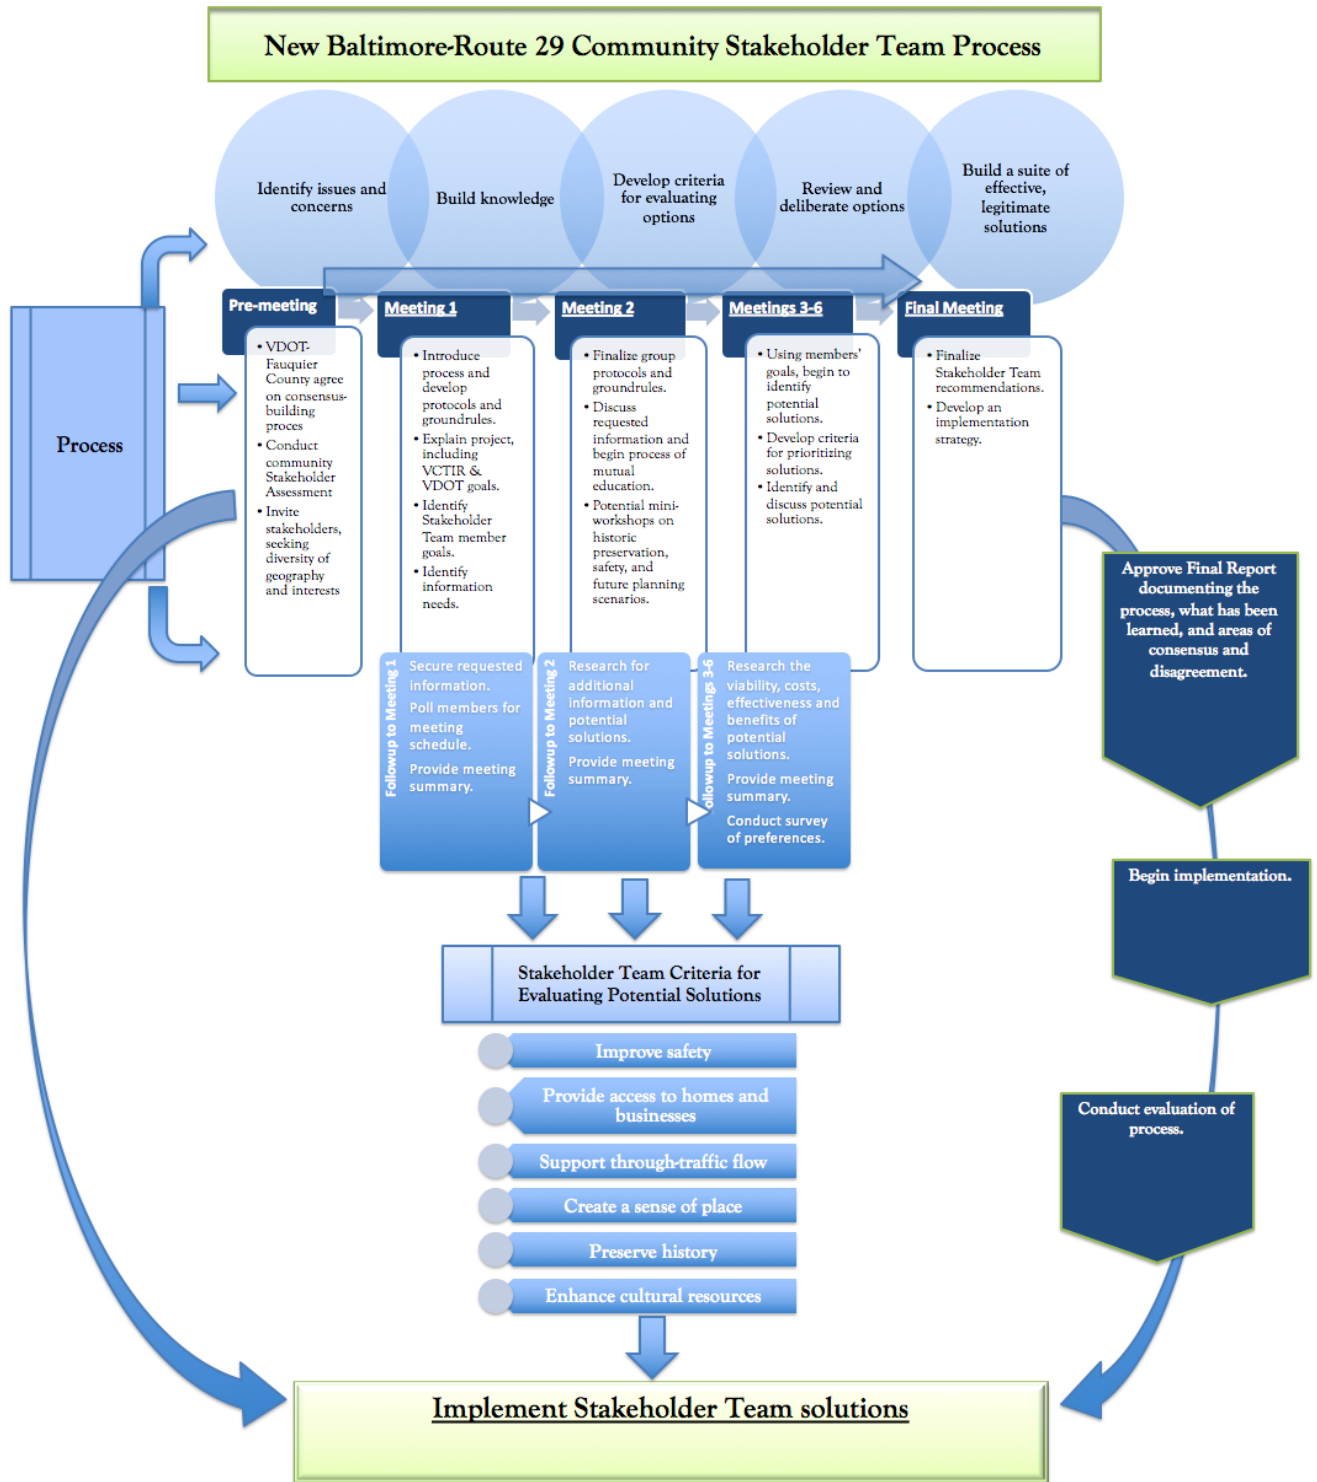 New Baltimore-Route 29 Community Stakeholder Team Process
Identify issues and
concerns
Build knowledge
Develop criteria
for evaluating
options
Review and
deliberate options
Build a suite of
effective,
legitimate
solutions
Process
Pre-meeting
• VDOT-
Fauquier
County agree
on consensus-
building
proces
• Conduct
community
Stakeholder
Assessment
• Invite
stakeholders,
seeking
diversity of
geography
and interests
Meeting 1
• Introduce
process and
develop
protocols and
groundrules.
• Explain project,
including
VCTIR &
VDOT goals.
• Identify
Stakeholder
Team member
goals.
• Identify
information
needs.
Meeting 2
• Finalize group
protocols and
groundrules.
• Discuss
requested
information and
begin process of
mutual
education.
• Potential mini-
workshops on
historic
preservation,
safety, and
future planning
scenarios.
Meetings 3-6
• Using members'
goals, begin to
identify
potential
solutions.
• Develop criteria
for prioritizing
solutions.
• Identify and
discuss potential
solutions.
Final Meeting
• Finalize
Stakeholder Team
recommendations.
• Develop an
implementation
strategy.
Followup to Meeting 1
Secure requested
information.
Poll members for
meeting
schedule.
Provide meeting
summary.
Followup to Meeting 2
Research for
additional
information and
potential
solutions.
Provide meeting
summary.
Followup to Meetings 3-6
Research the
viability, costs,
effectiveness and
benefits of
potential
solutions.
Provide meeting
summary.
Conduct survey
of preferences.
Approve Final Report
documenting the
process, what has been
learned, and areas of
consensus and
disagreement.
Begin implementation.
Conduct evaluation of
process.
Stakeholder Team Criteria for
Evaluating Potential Solutions
Improve safety
Provide access to homes and
businesses
Support through-traffic flow
Create a sense of place
Preserve history
Enhance cultural resources
Implement Stakeholder Team solutions